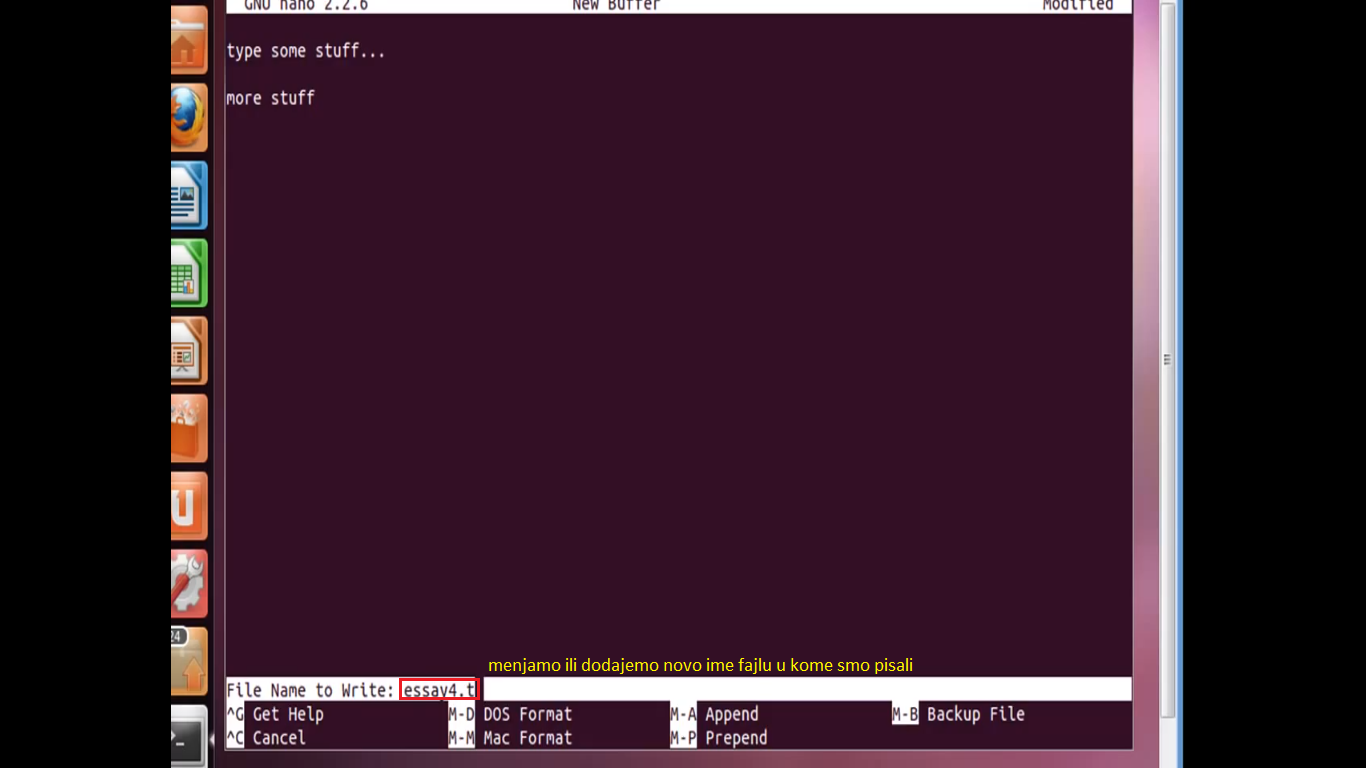 GNU nano 2.2.6 New Buffer Modified
type some stuff...
more stuff
menjamo ili dodajemo novo ime fajlu u kome smo pisali
File Name to Write: essay4.t
^G Get Help M-D DOS Format M-A Append M-B Backup File
^C Cancel M-M Mac Format M-P Prepend
U
24
>_